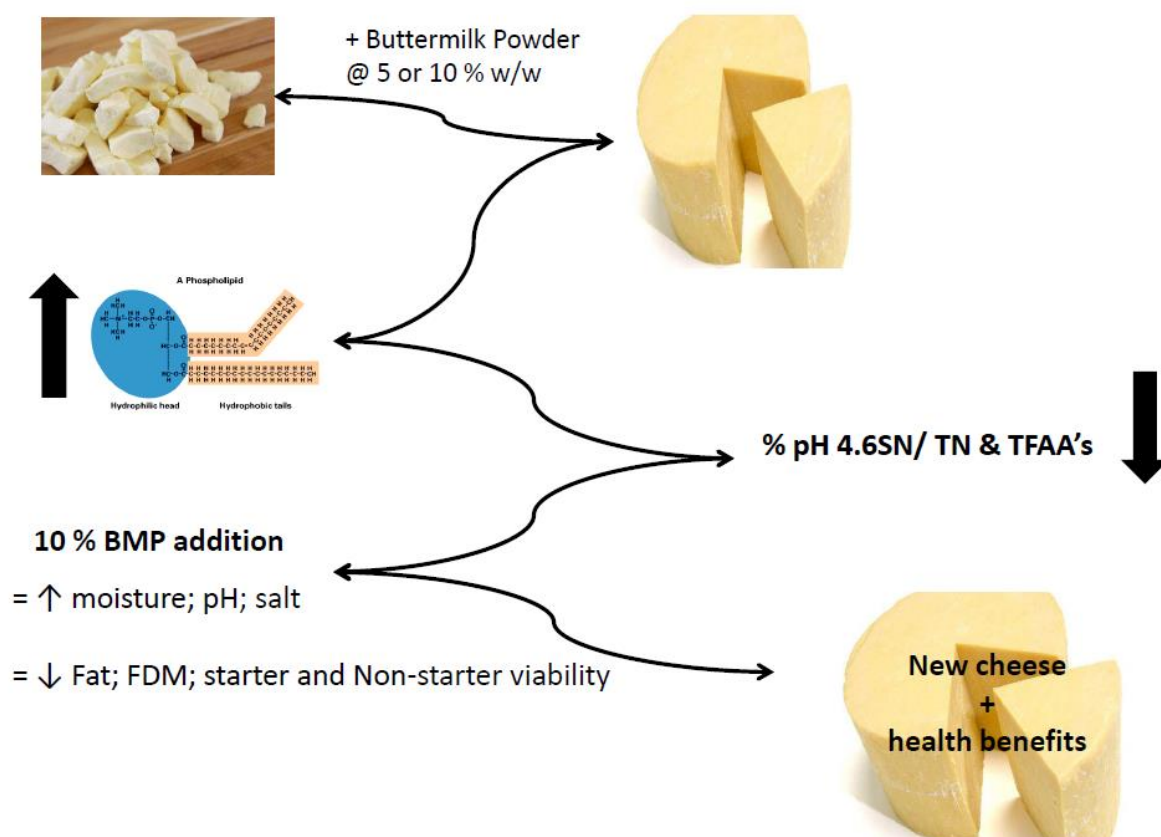 + Buttermilk Powder
@ 5 or 10 % w/w
A Phospholipid
Hydrophilic head
Hydrophobic tails
% pH 4.6SN/ TN & TFAA's
10 % BMP addition
= ↑ moisture; pH; salt
= ↓ Fat; FDM; starter and Non-starter viability
New cheese
+
health benefits